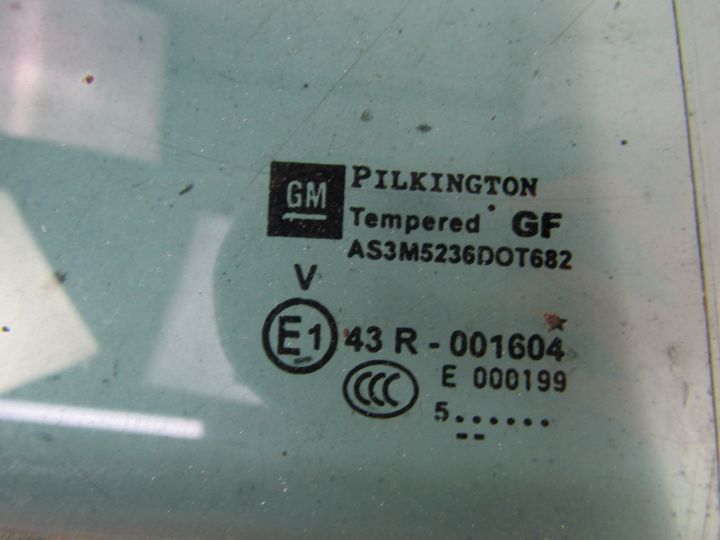 GM PILKINGTON
Tempered GF
AS3M5236DOT682
V
E1 43 R - 001604
CCC E 000199
5......
--